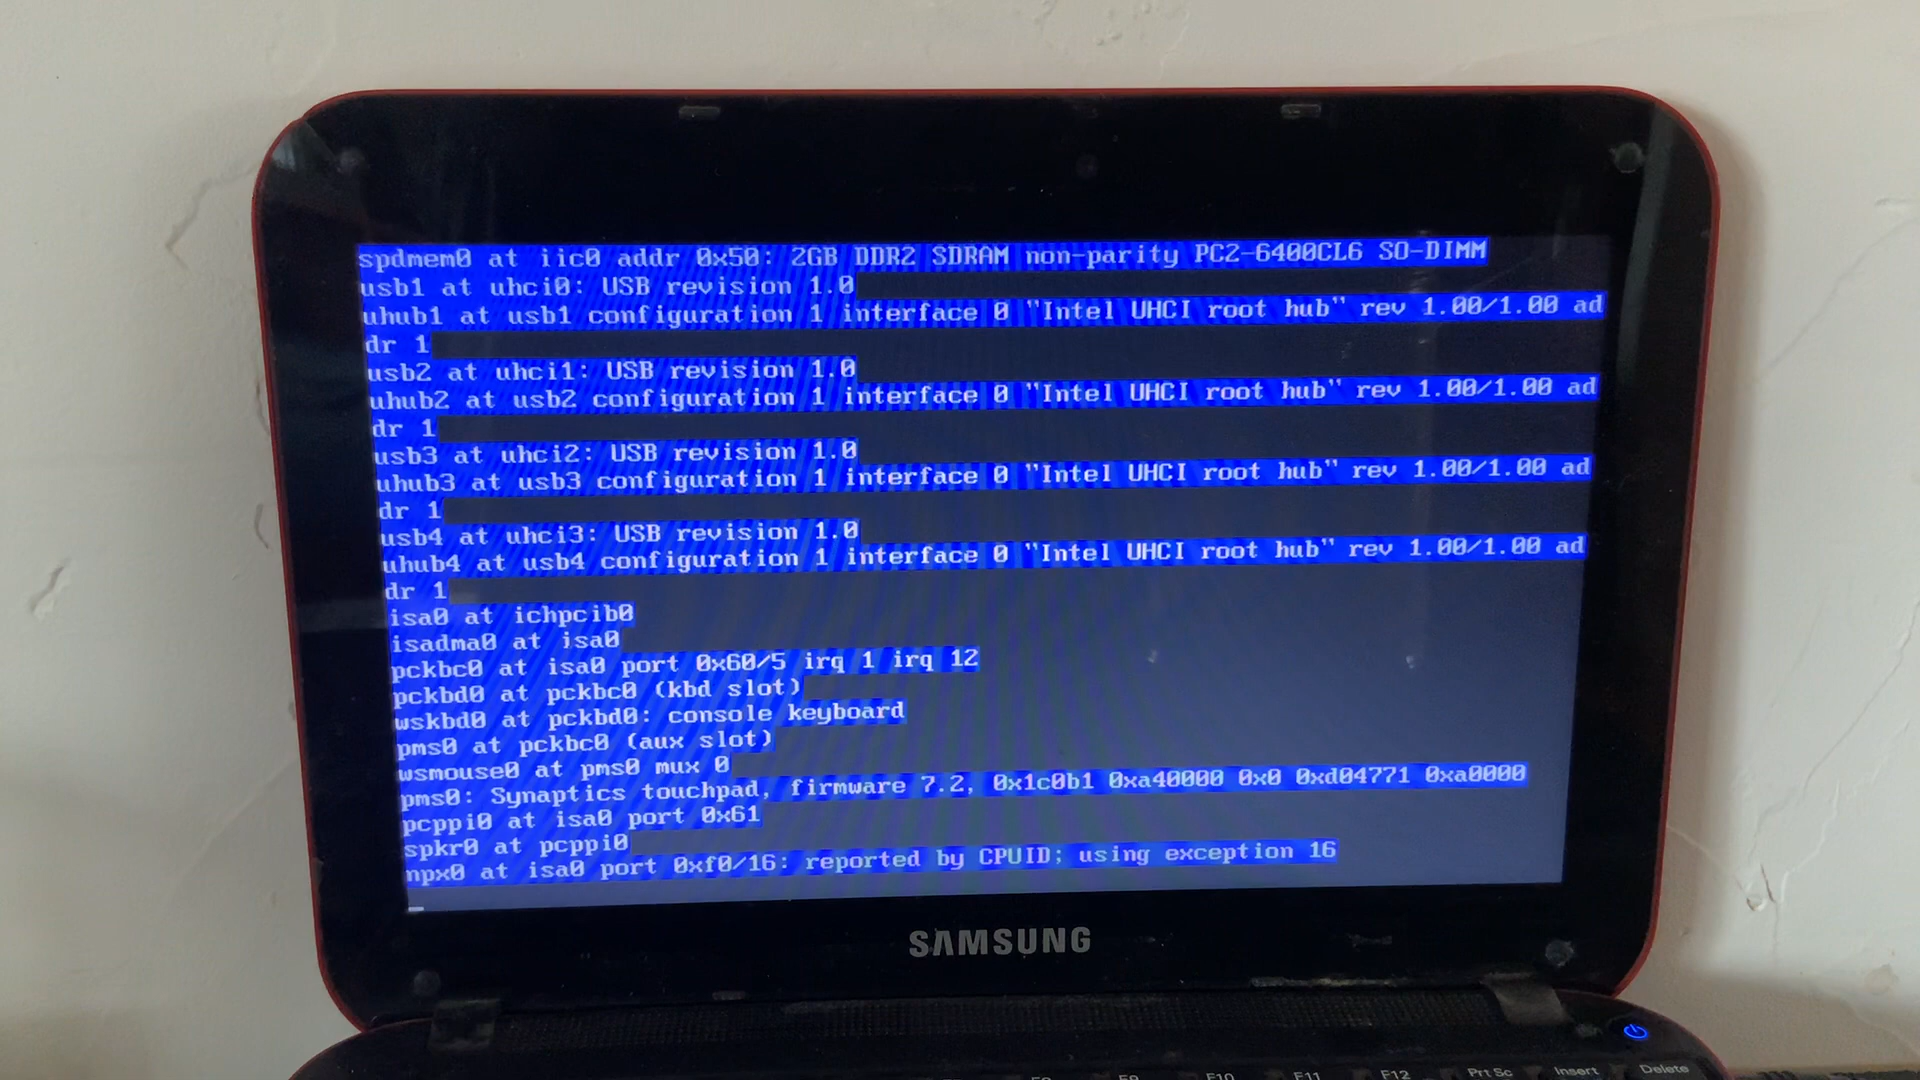 spdmem0 at iic0 addr 0x50: 2GB DDR2 SDRAM non-parity PC2-6400CL6 SO-DIMM
usb1 at uhci0: USB revision 1.0
uhub1 at usb1 configuration 1 interface 0 "Intel UHCI root hub" rev 1.00/1.00 ad
dr 1
usb2 at uhci1: USB revision 1.0
uhub2 at usb2 configuration 1 interface 0 "Intel UHCI root hub" rev 1.00/1.00 ad
dr 1
usb3 at uhci2: USB revision 1.0
uhub3 at usb3 configuration 1 interface 0 "Intel UHCI root hub" rev 1.00/1.00 ad
dr 1
usb4 at uhci3: USB revision 1.0
uhub4 at usb4 configuration 1 interface 0 "Intel UHCI root hub" rev 1.00/1.00 ad
dr 1
isa0 at ichpcib0
isadma0 at isa0
pckbc0 at isa0 port 0x60/5 irq 1 irq 12
pckbd0 at pckbc0 (kbd slot)
wskbd0 at pckbd0: console keyboard
pms0 at pckbc0 (aux slot)
wsmouse0 at pms0 mux 0
pms0: Synaptics touchpad, firmware 7.2, 0x1c0b1 0xa40000 0x0 0xd04771 0xa0000
pcppi0 at isa0 port 0x61
spkr0 at pcppi0
npx0 at isa0 port 0xf0/16: reported by CPUID; using exception 16
SAMSUNG
F9 F10 F11 F12 Prt Sc Insert Delete